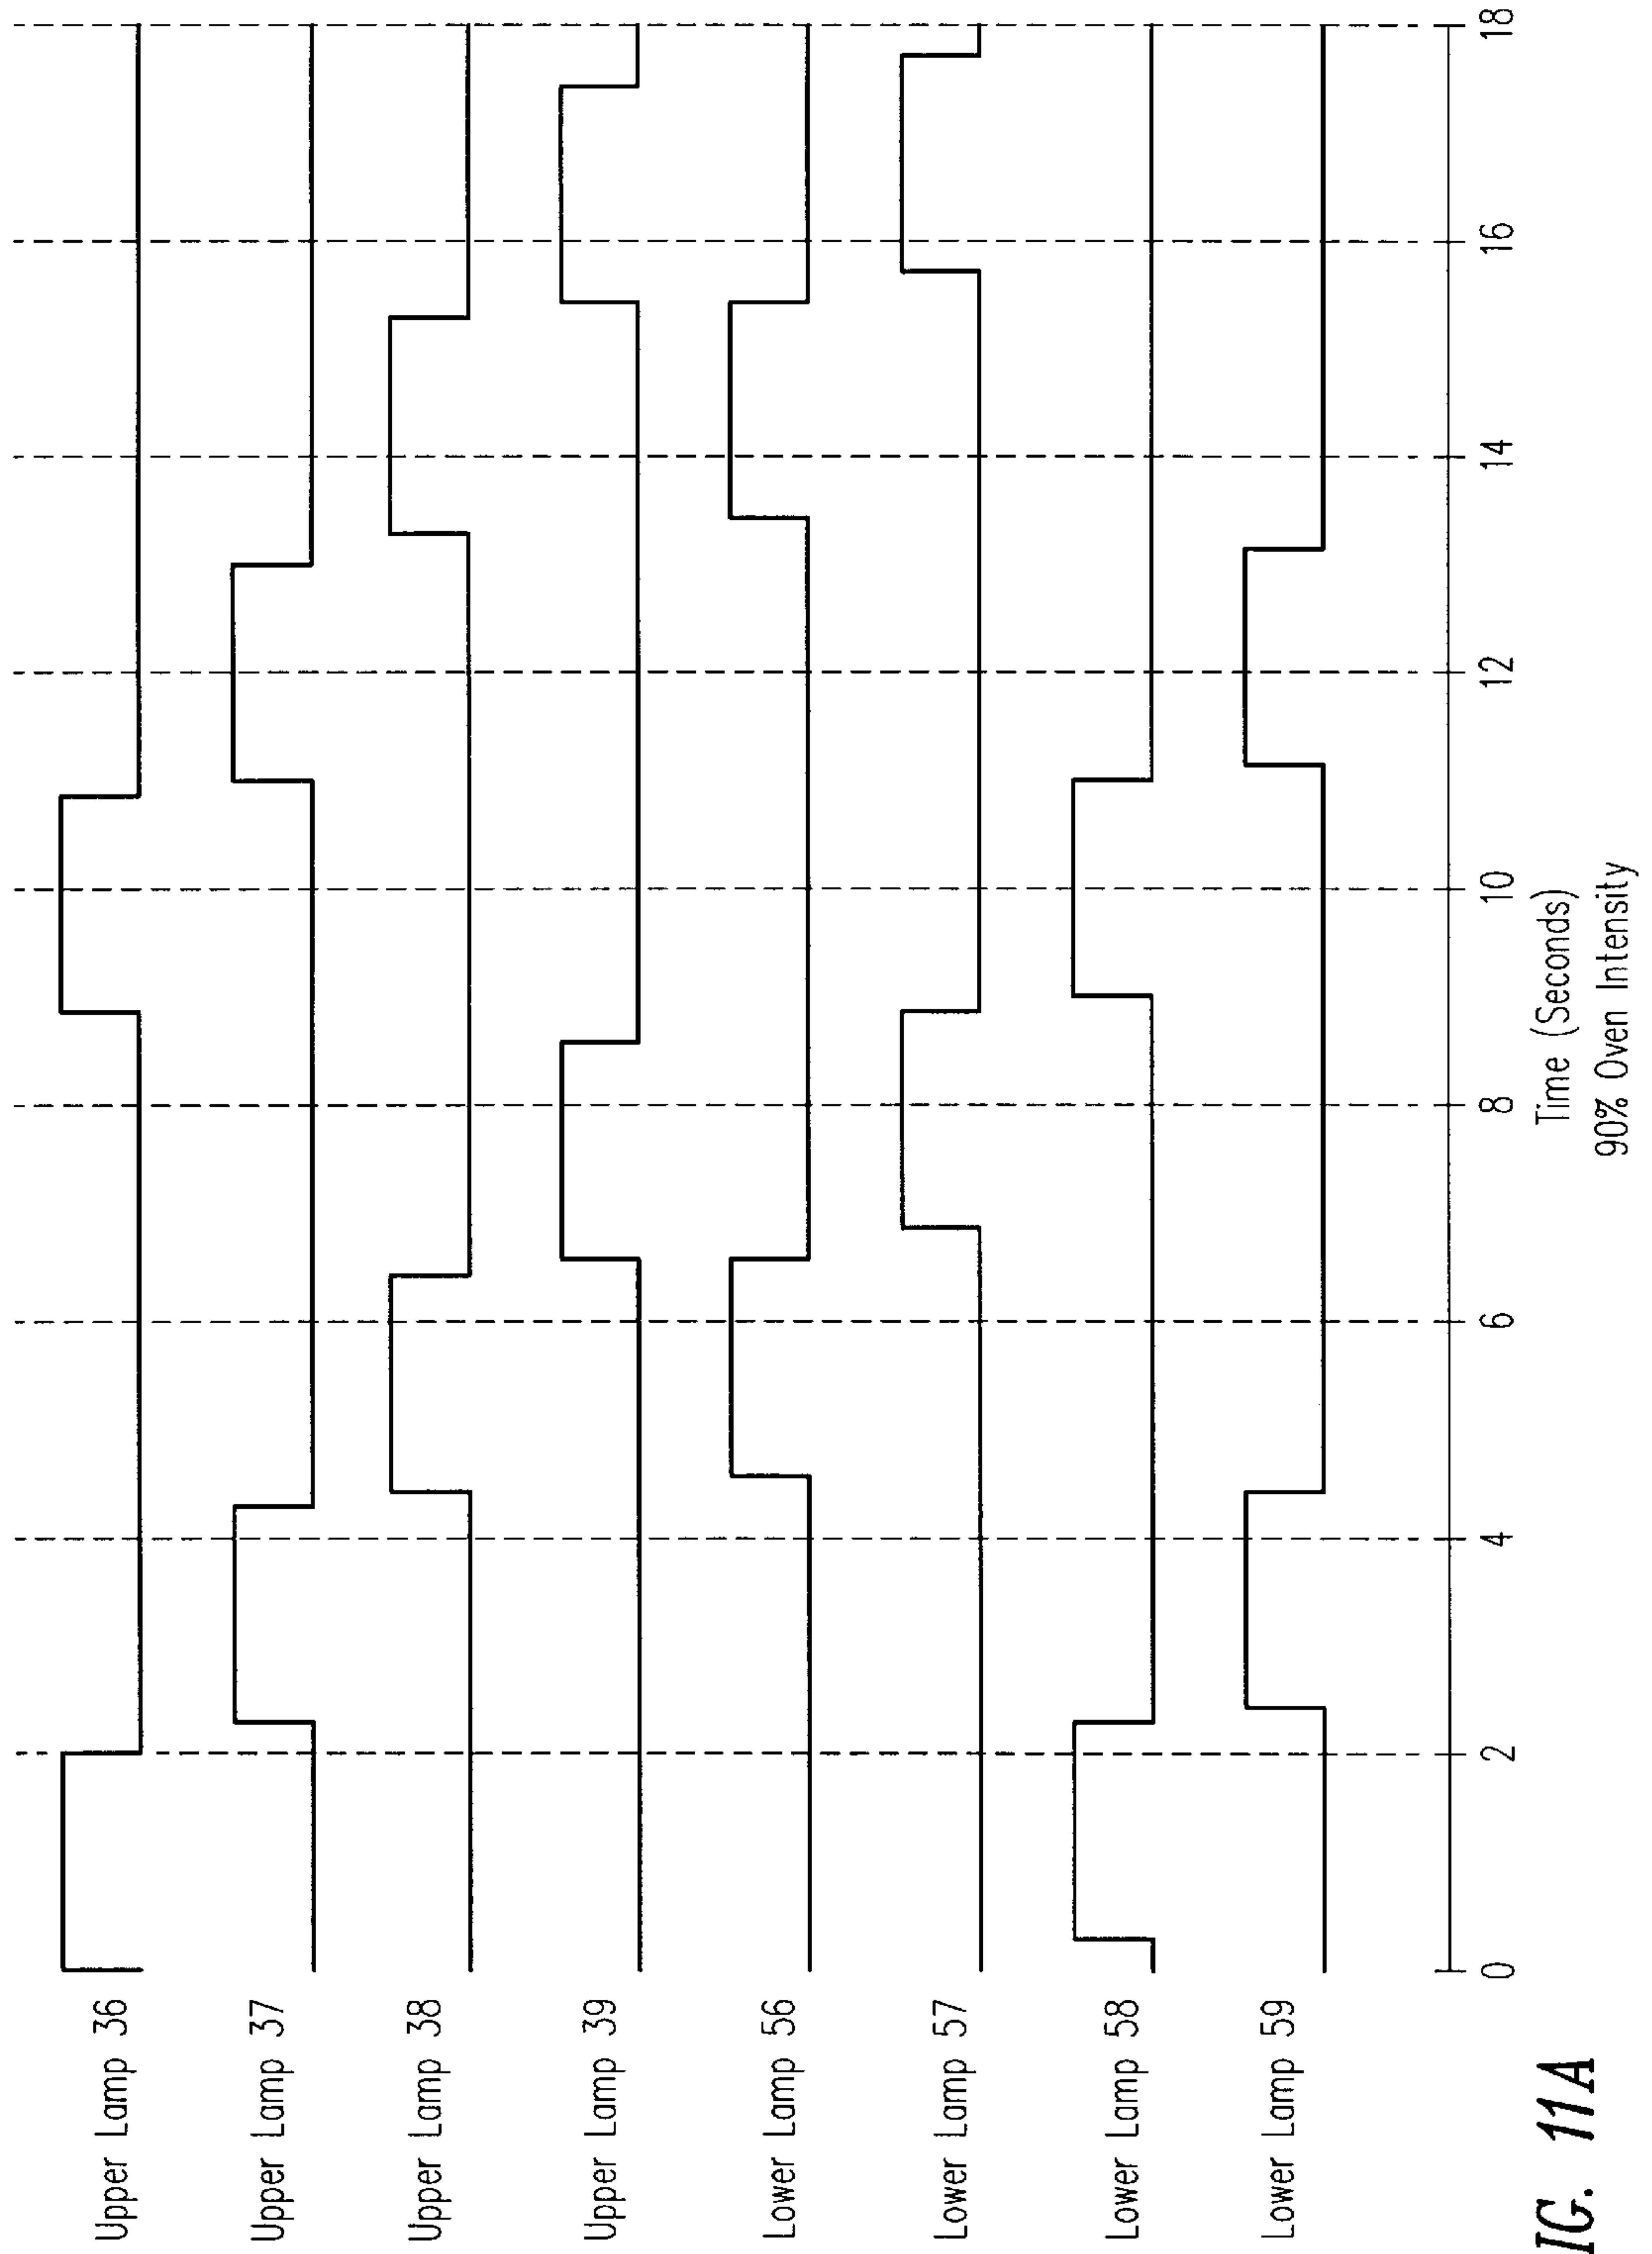 Upper Lamp 36
Upper Lamp 37
Upper Lamp 38
Upper Lamp 39
Lower Lamp 56
Lower Lamp 57
Lower Lamp 58
Lower Lamp 59
0 2 4 6 8 10 12 14 16 18
Time (Seconds)
90% Oven Intensity
IG. 11A